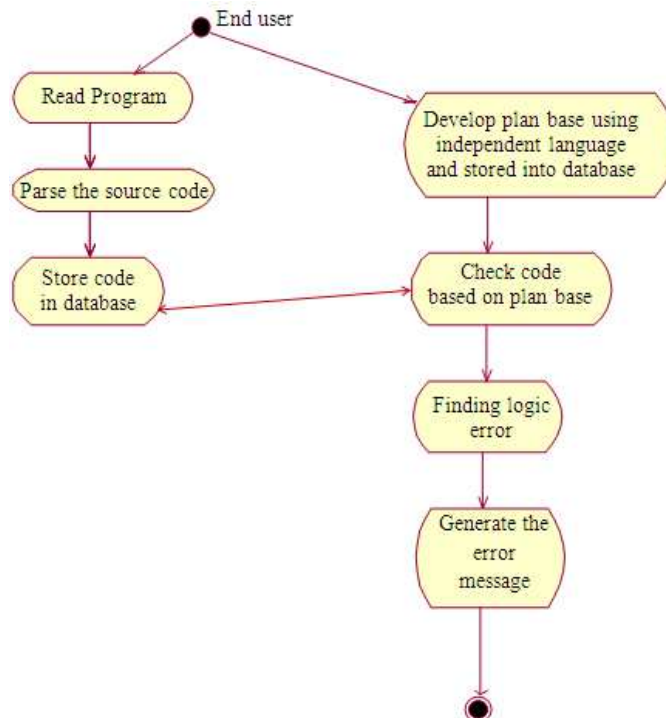 End user
Read Program
Develop plan base using
independent language
and stored into database
Parse the source code
Store code
in database
Check code
based on plan base
Finding logic
error
Generate the
error
message